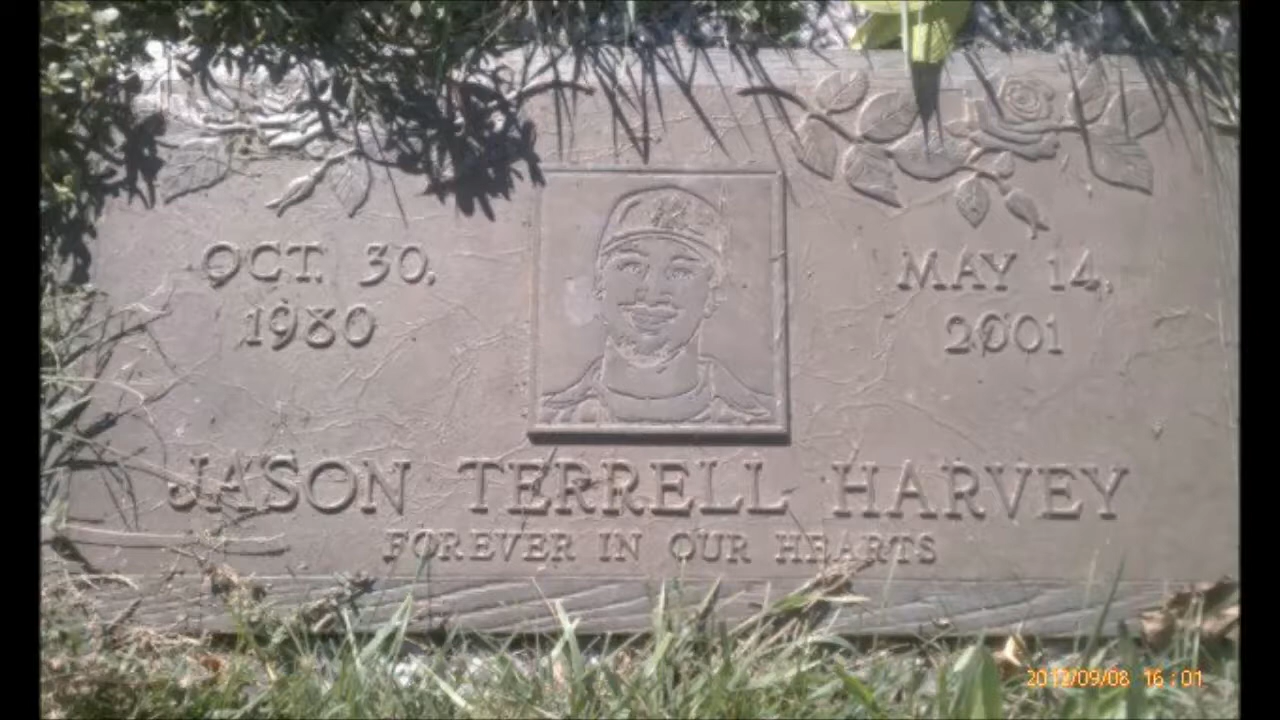 OCT. 30,
1980
MAY 14,
2001
JASON TERRELL HARVEY
FOREVER IN OUR HEARTS
2012/09/08 16:01